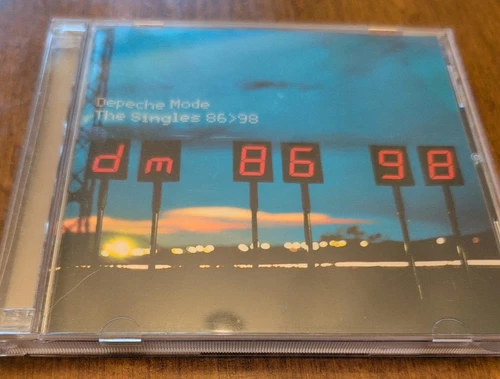 Depeche Mode
The Singles 86>98
dm 86 98